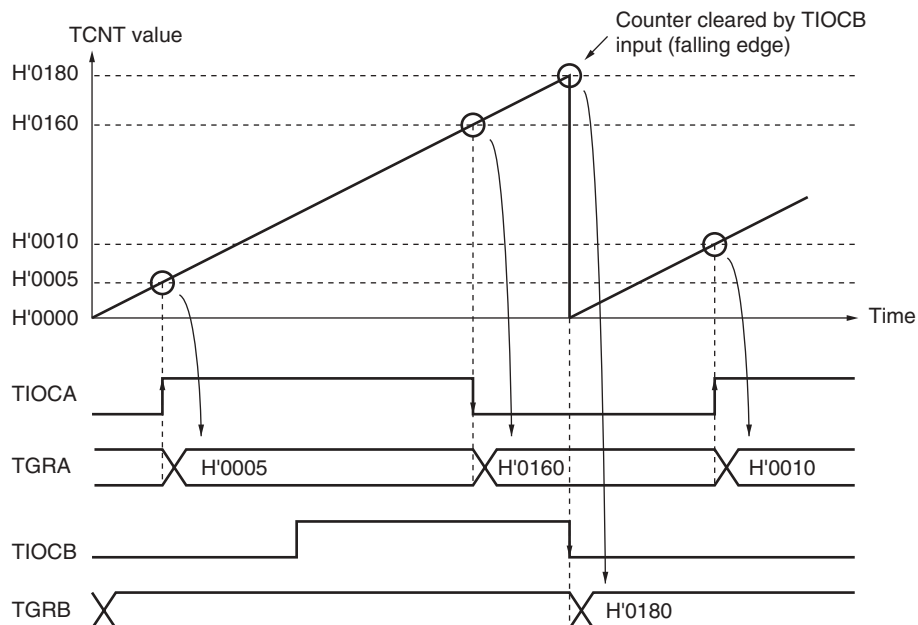 Counter cleared by TIOCB
input (falling edge)
TCNT value
H'0180
H'0160
H'0010
H'0005
H'0000
Time
TIOCA
TGRA
H'0005
H'0160
H'0010
TIOCB
TGRB
H'0180